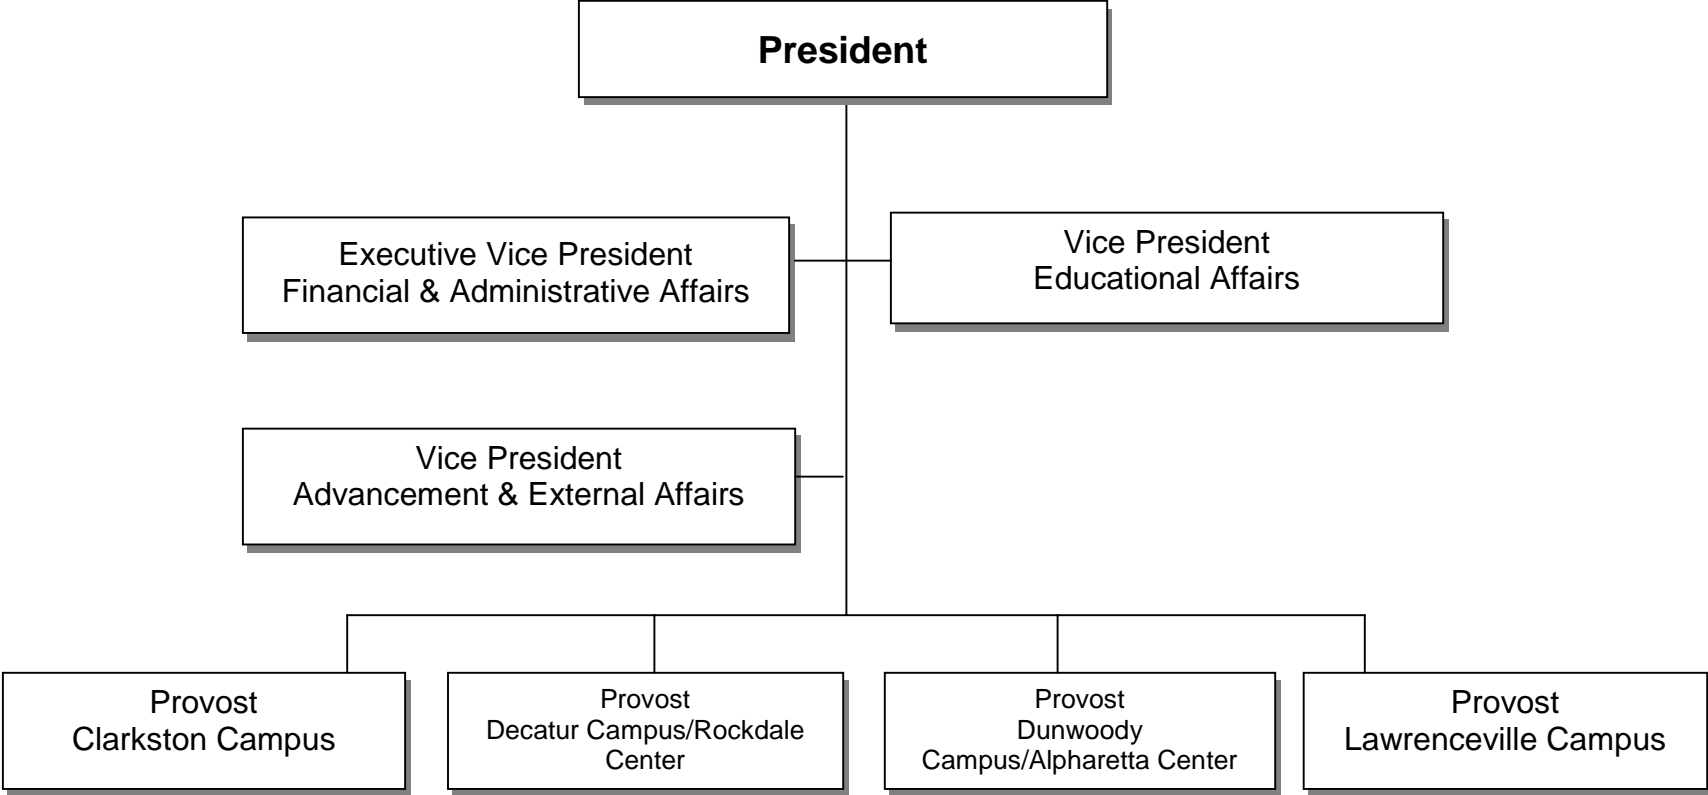 President
Executive Vice President
Financial & Administrative Affairs
Vice President
Educational Affairs
Vice President
Advancement & External Affairs
Provost
Clarkston Campus
Provost
Decatur Campus/Rockdale
Center
Provost
Dunwoody
Campus/Alpharetta Center
Provost
Lawrenceville Campus